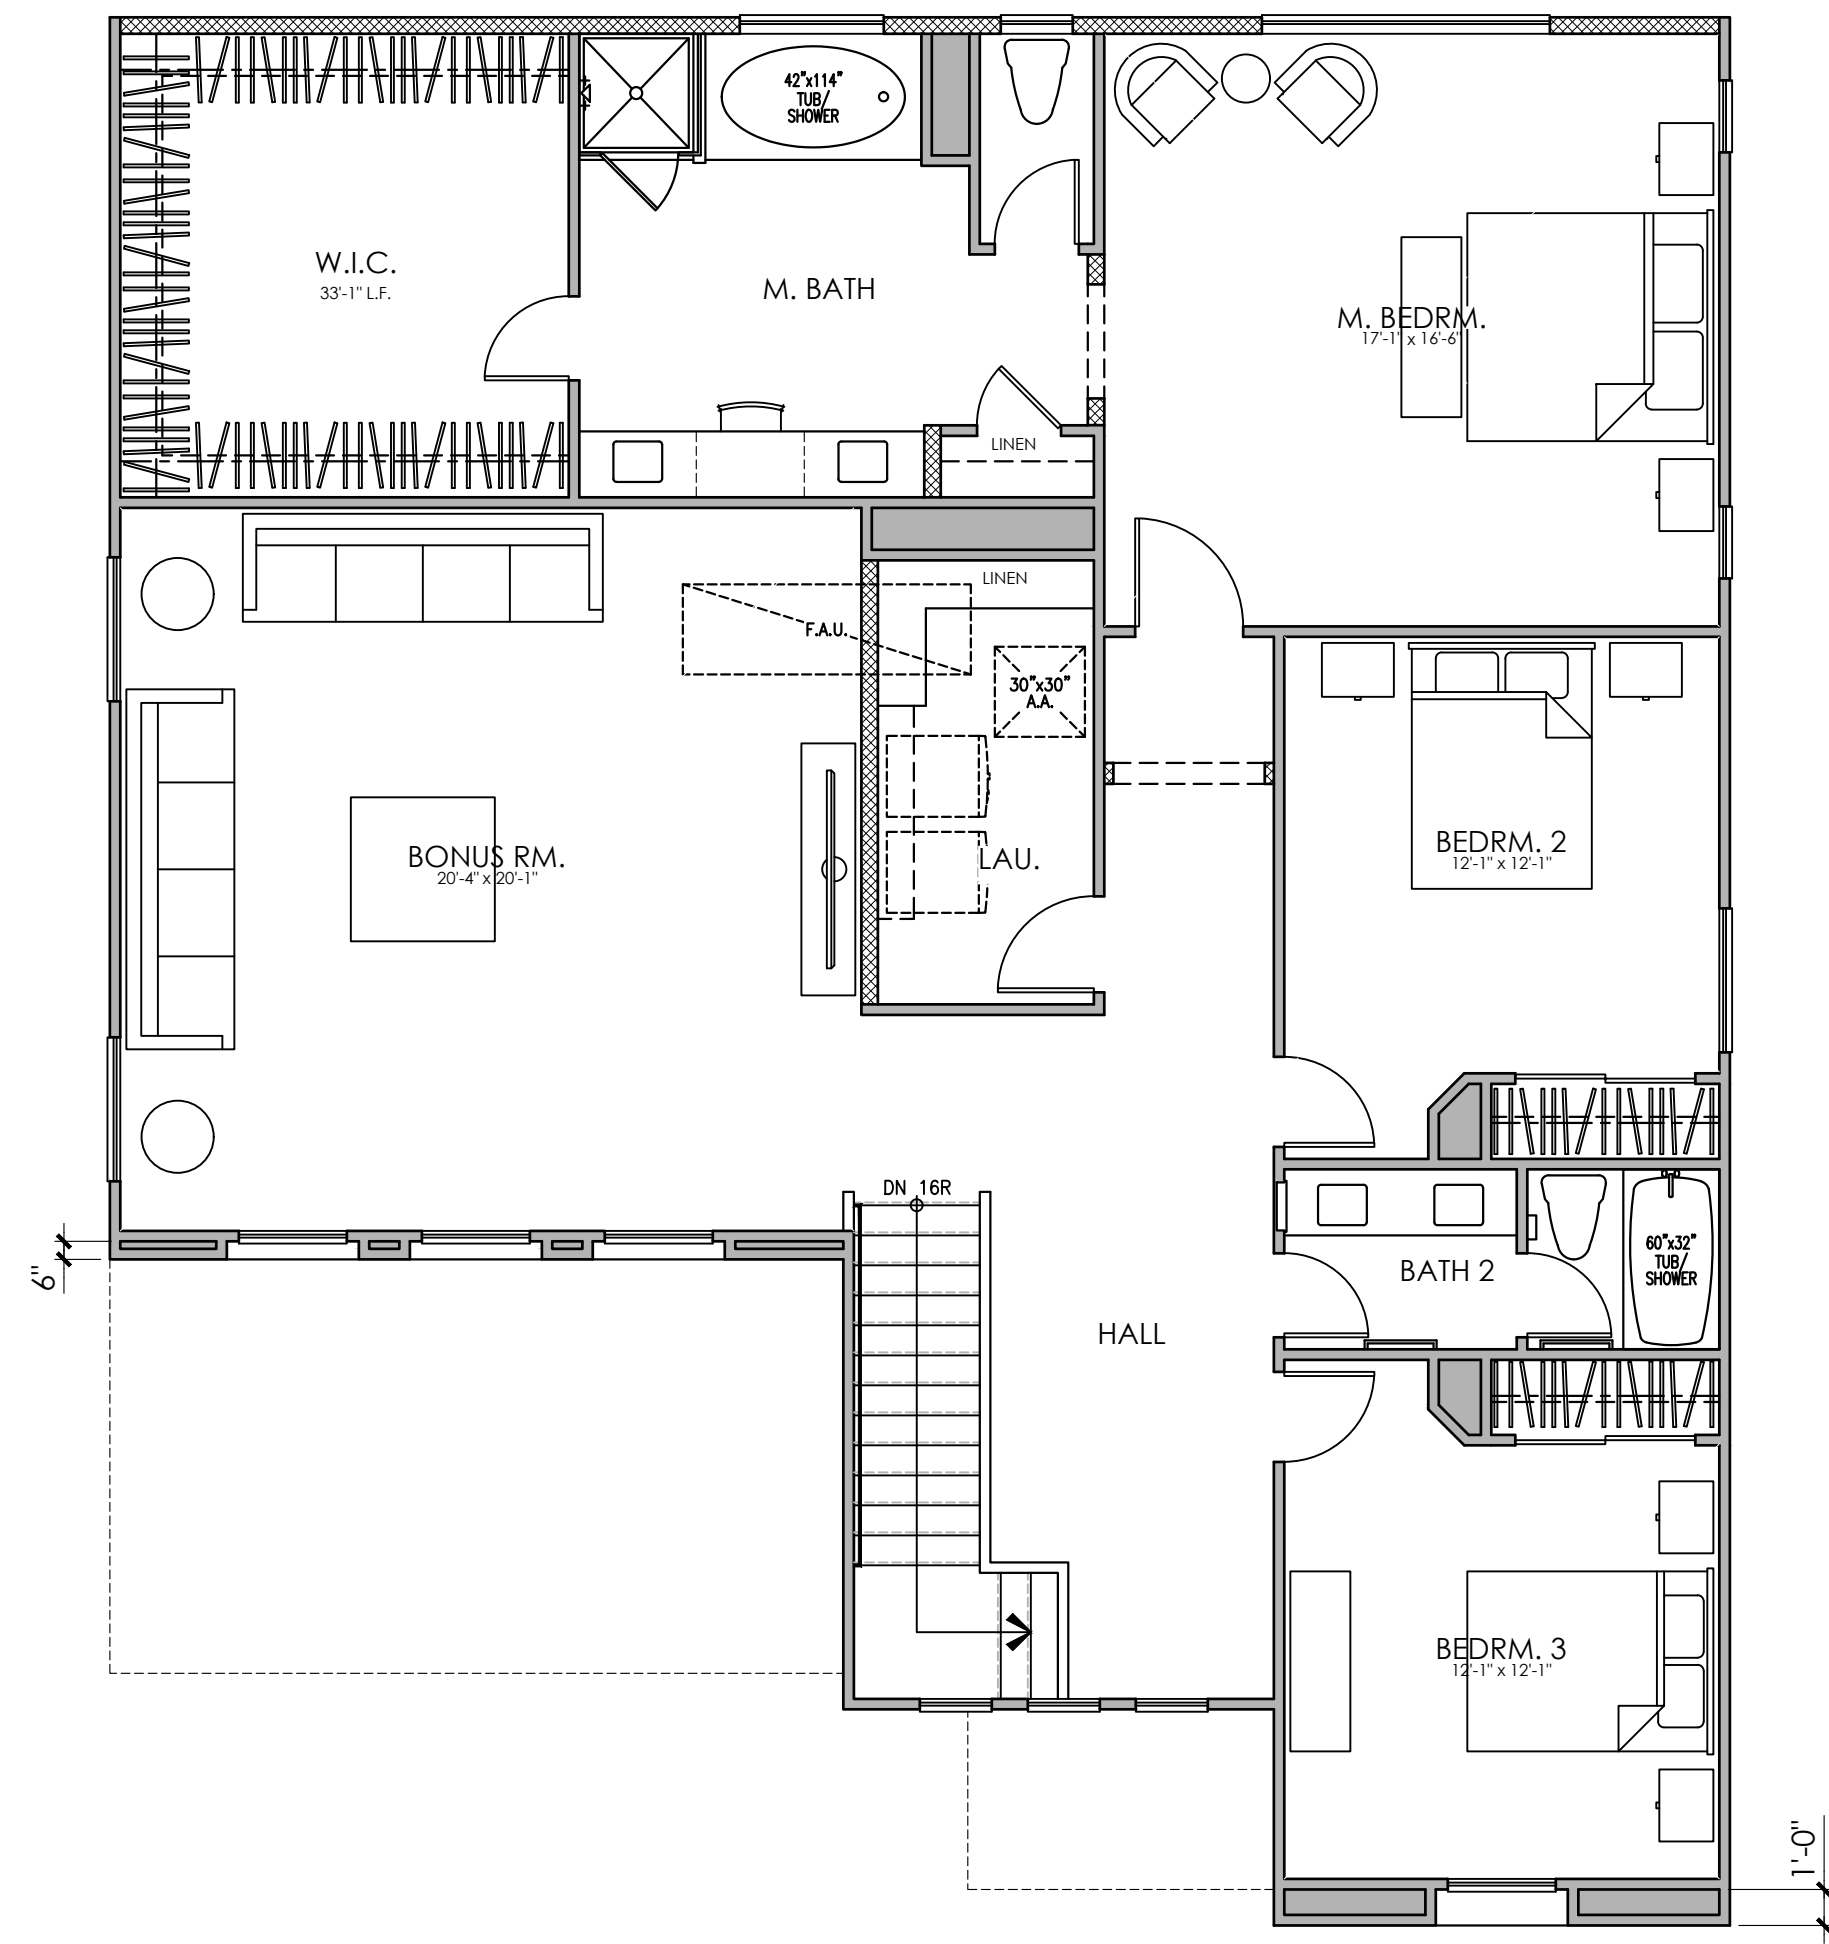 42"x114"
TUB/
SHOWER
W.I.C.
33'-1" L.F.
M. BATH
M. BEDRM.
17'-1" x 16'-6"
LINEN
LINEN
F.A.U.
30"x30"
A.A.
BONUS RM.
20'-4" x 20'-1"
LAU.
BEDRM. 2
12'-1" x 12'-1"
DN 16R
6"
BATH 2
60"x32"
TUB/
SHOWER
HALL
BEDRM. 3
12'-1" x 12'-1"
1'-0"